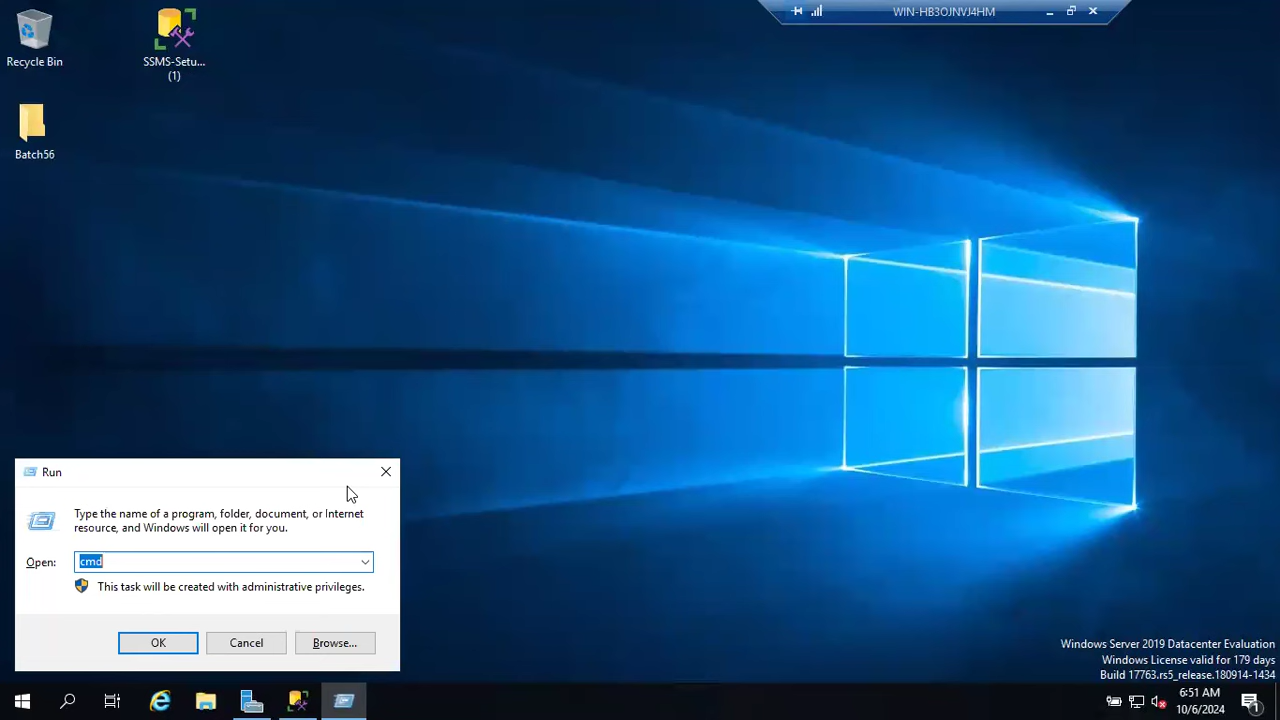 WIN-HB3OJNVJ4HM
Recycle Bin
SSMS-Setu...
(1)
Batch56
Run
Type the name of a program, folder, document, or Internet
resource, and Windows will open it for you.
Open:
cmd
This task will be created with administrative privileges.
OK
Cancel
Browse...
Windows Server 2019 Datacenter Evaluation
Windows License valid for 179 days
Build 17763.rs5_release.180914-1434
6:51 AM
10/6/2024
1